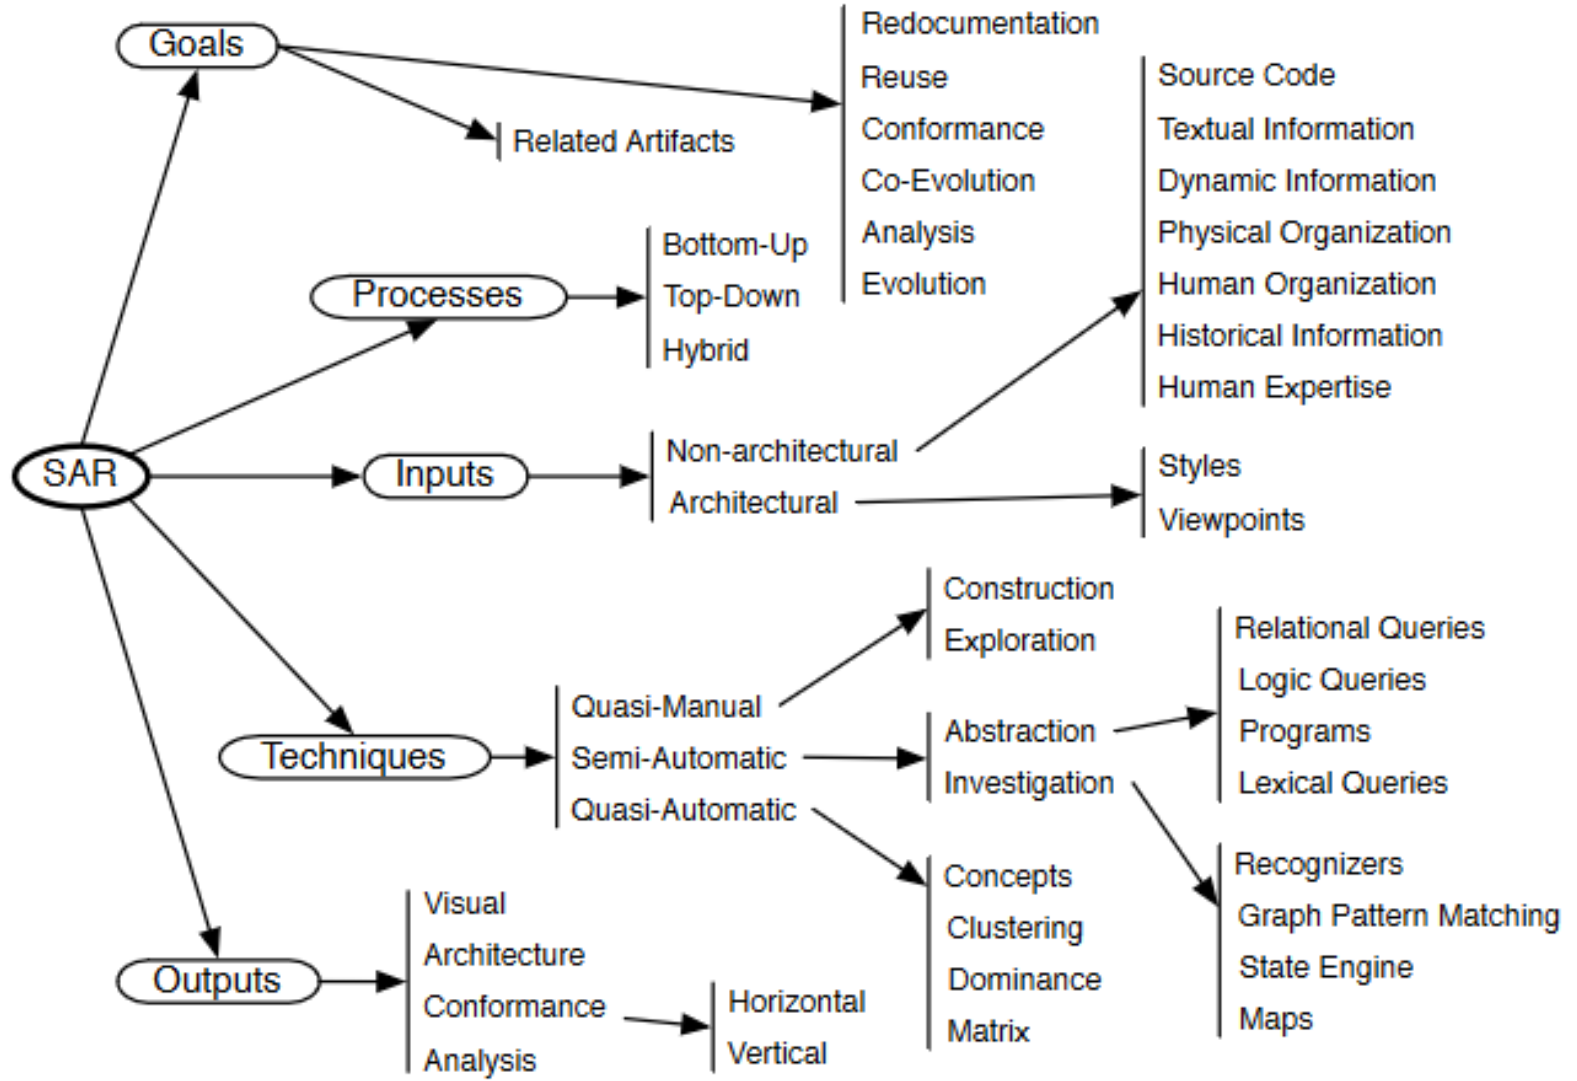 Goals
Redocumentation
Reuse
Conformance
Co-Evolution
Analysis
Evolution
Related Artifacts
Source Code
Textual Information
Dynamic Information
Physical Organization
Human Organization
Historical Information
Human Expertise
Processes
Bottom-Up
Top-Down
Hybrid
SAR
Inputs
Non-architectural
Architectural
Styles
Viewpoints
Techniques
Quasi-Manual
Semi-Automatic
Quasi-Automatic
Construction
Exploration
Abstraction
Investigation
Relational Queries
Logic Queries
Programs
Lexical Queries
Concepts
Clustering
Dominance
Matrix
Recognizers
Graph Pattern Matching
State Engine
Maps
Outputs
Visual
Architecture
Conformance
Analysis
Horizontal
Vertical